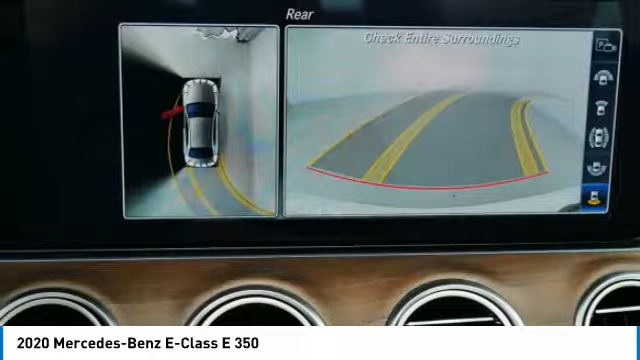 Rear
Check Entire Surroundings
P
2020 Mercedes-Benz E-Class E 350